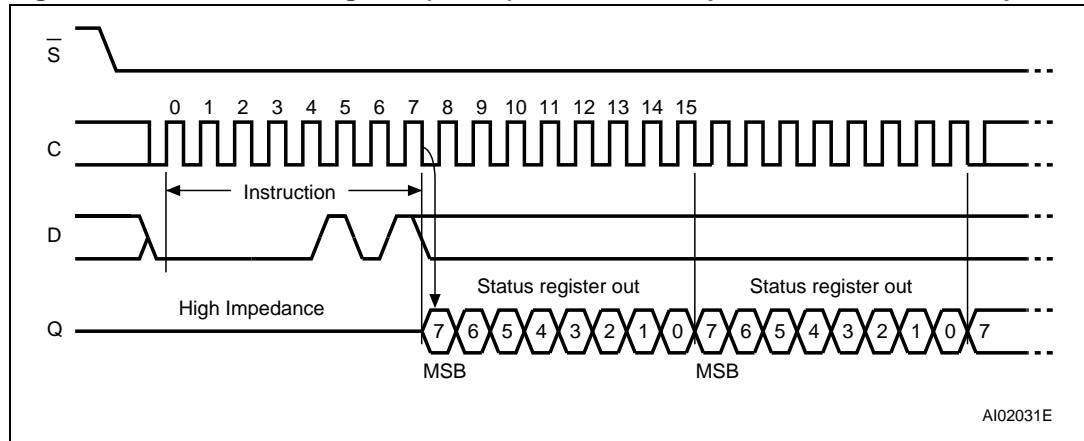 S
0 1 2 3 4 5 6 7 8 9 10 11 12 13 14 15
C
Instruction
D
Status register out Status register out
High Impedance
Q 7 6 5 4 3 2 1 0 7 6 5 4 3 2 1 0 7
MSB MSB
AI02031E